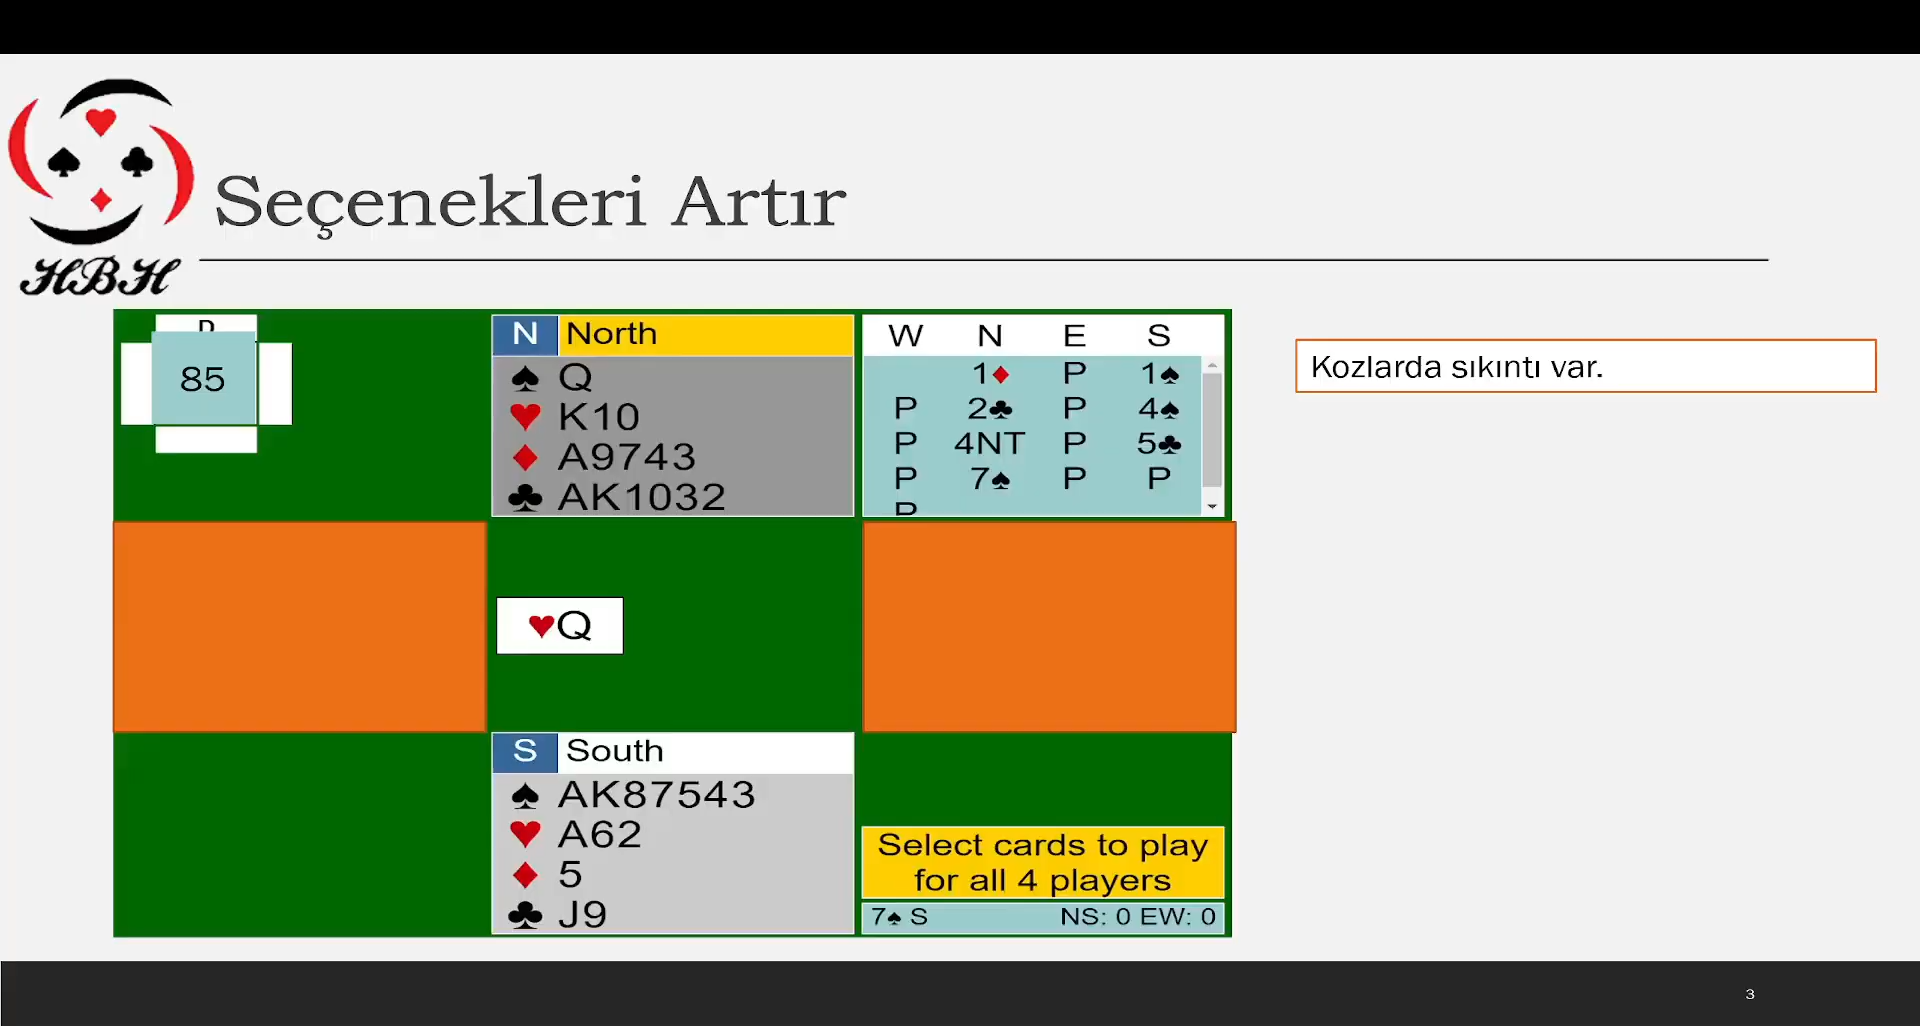 HBH
Seçenekleri Artır
D
85
N North
♠ Q
♥ K10
♦ A9743
♣ AK1032
W N E S
1♦ P 1♠
P 2♣ P 4♠
P 4NT P 5♣
P 7♠ P P
P
Kozlarda sıkıntı var.
♥Q
S South
♠ AK87543
♥ A62
♦ 5
♣ J9
Select cards to play
for all 4 players
7♠ S NS: 0 EW: 0
3